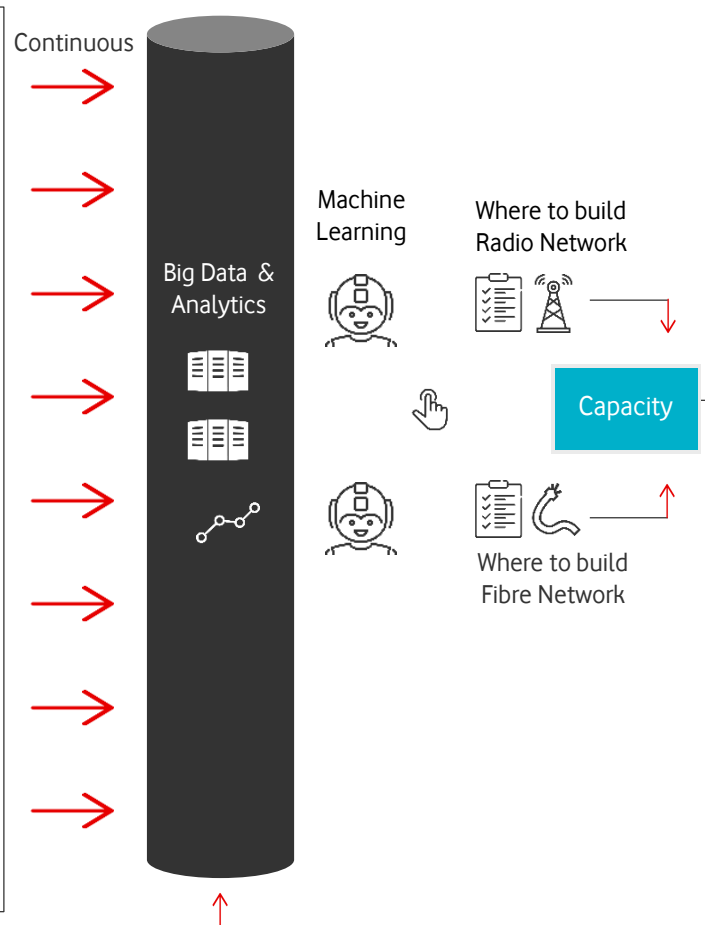 Continuous
Big Data &
Analytics
Machine
Learning
Where to build
Radio Network
Capacity
Where to build
Fibre Network